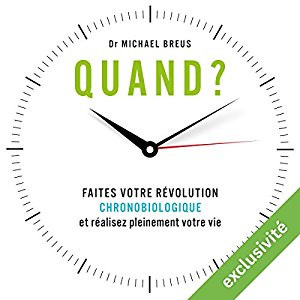 Dr MICHAEL BREUS
QUAND ?
FAITES VOTRE RÉVOLUTION
CHRONOBIOLOGIQUE
et réalisez pleinement votre vie
exclusivité